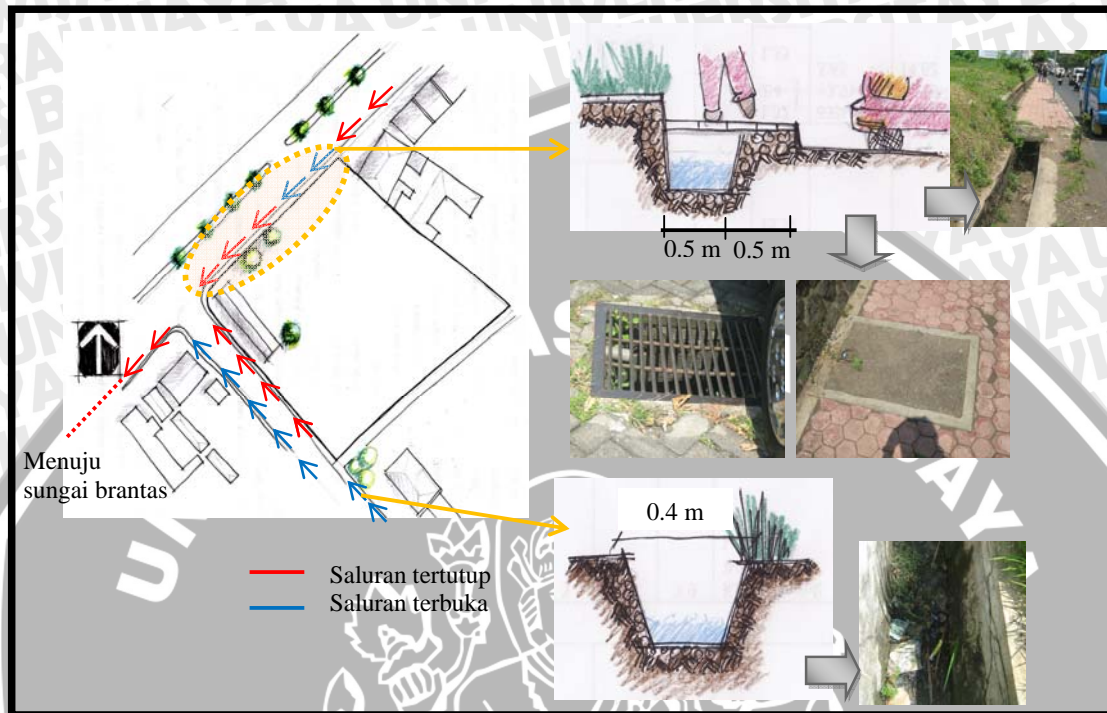 0.5 m 0.5 m
Menuju
sungai brantas
0.4 m
Saluran tertutup
Saluran terbuka